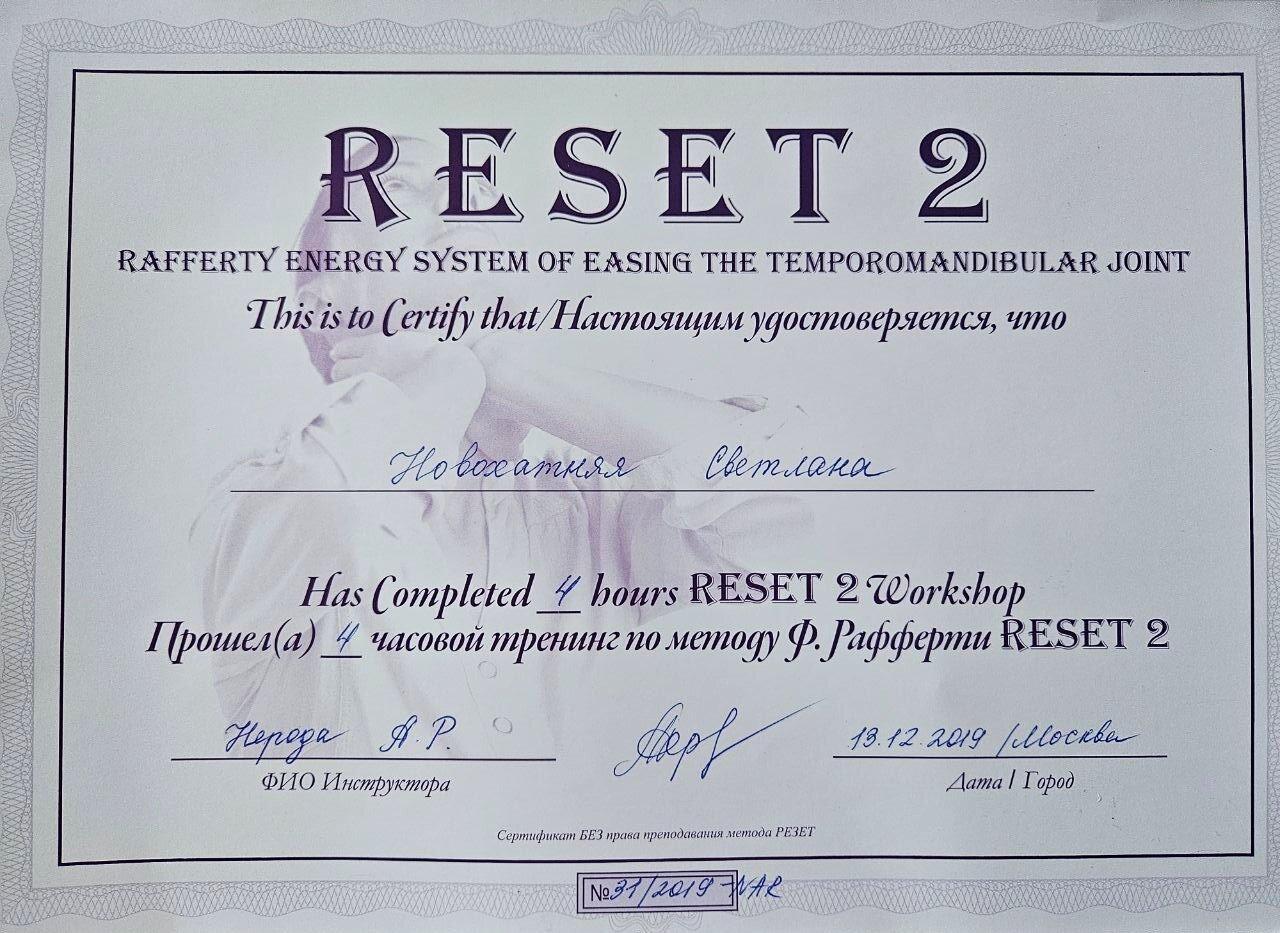 RESET 2
RAFFERTY ENERGY SYSTEM OF EASING THE TEMPOROMANDIBULAR JOINT
This is to Certify that/Настоящим удостоверяется, что
Новохатняя Светлана
Has Completed 4 hours RESET 2 Workshop
Прошел(а) 4 часовой тренинг по методу Ф. Рафферти RESET 2
Нерода А. Р. 13.12.2019 /Москва
ФИО Инструктора Дата / Город
Сертификат БЕЗ права преподавания метода РЕЗЕТ
№31/2019-NAR